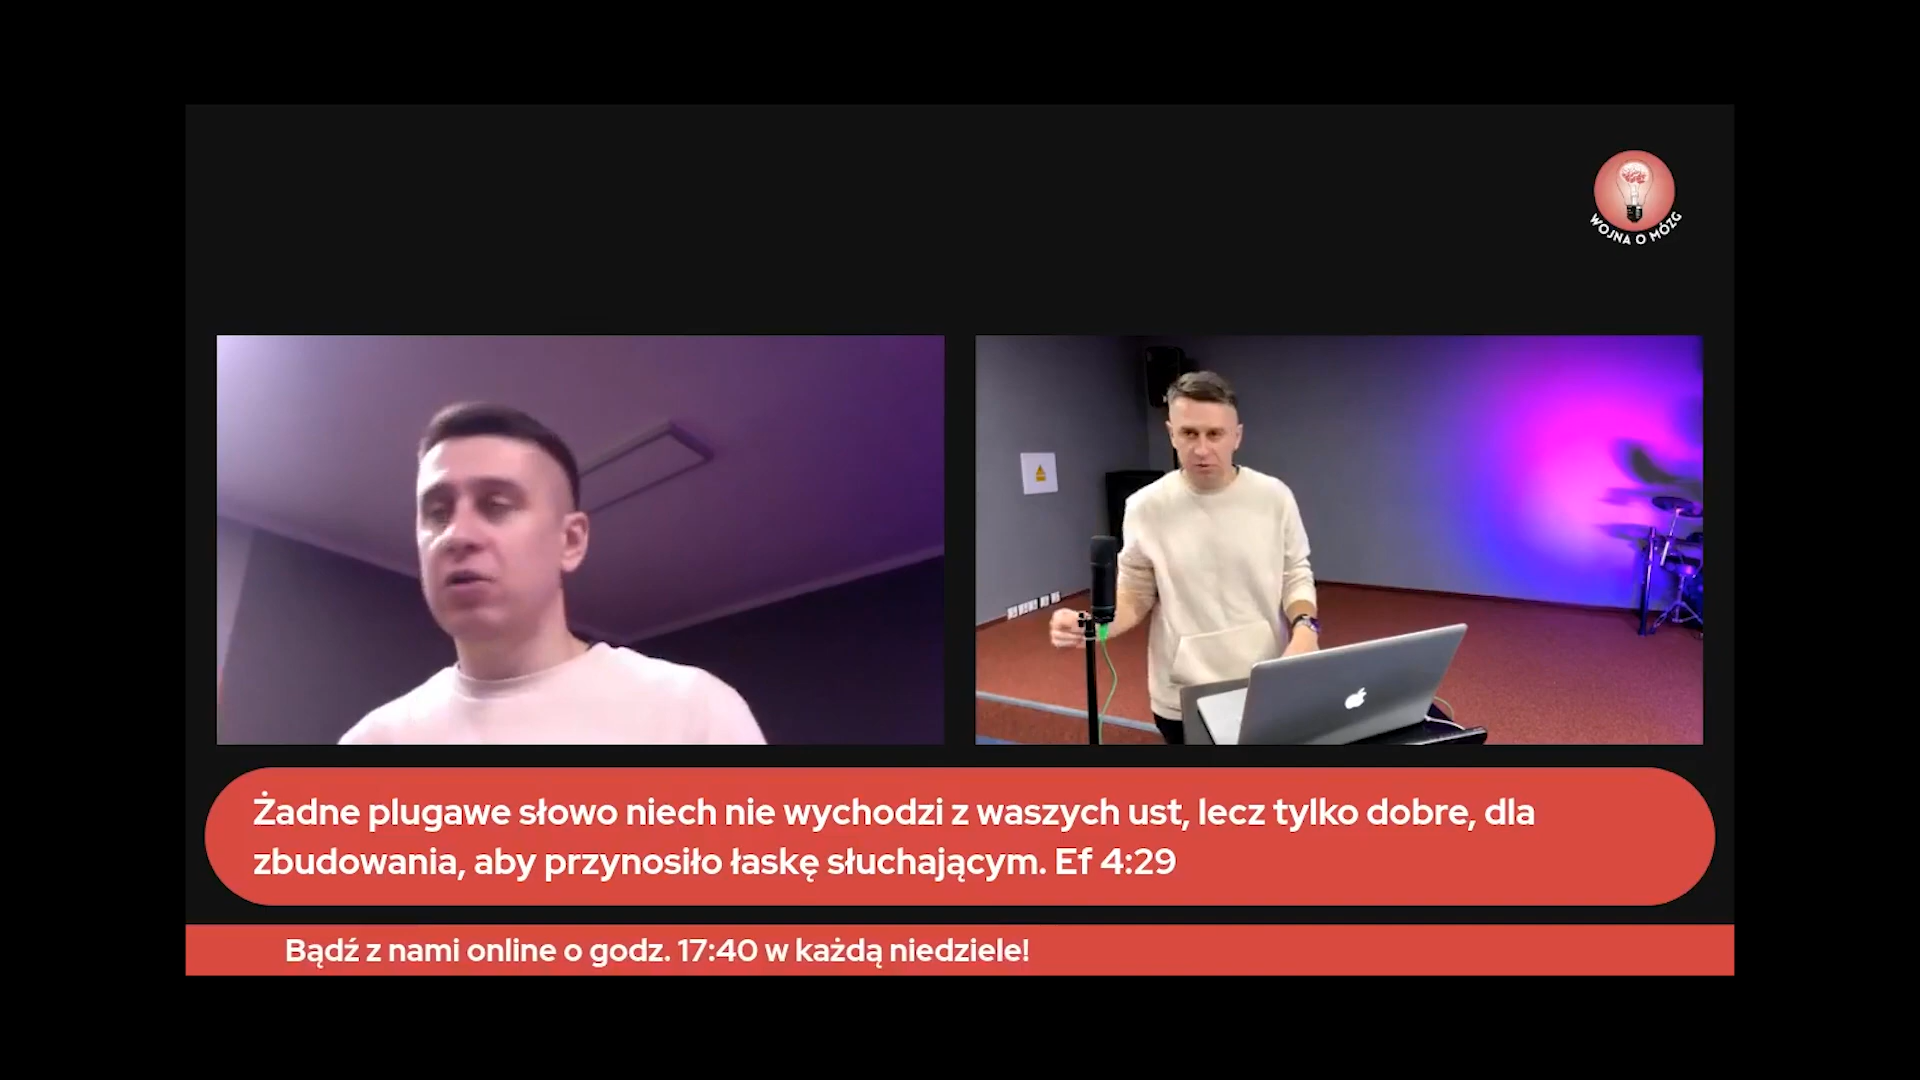 WOJNA O MÓZG
Żadne plugawe słowo niech nie wychodzi z waszych ust, lecz tylko dobre, dla
zbudowania, aby przynosiło łaskę słuchającym. Ef 4:29
Bądź z nami online o godz. 17:40 w każdą niedziele!